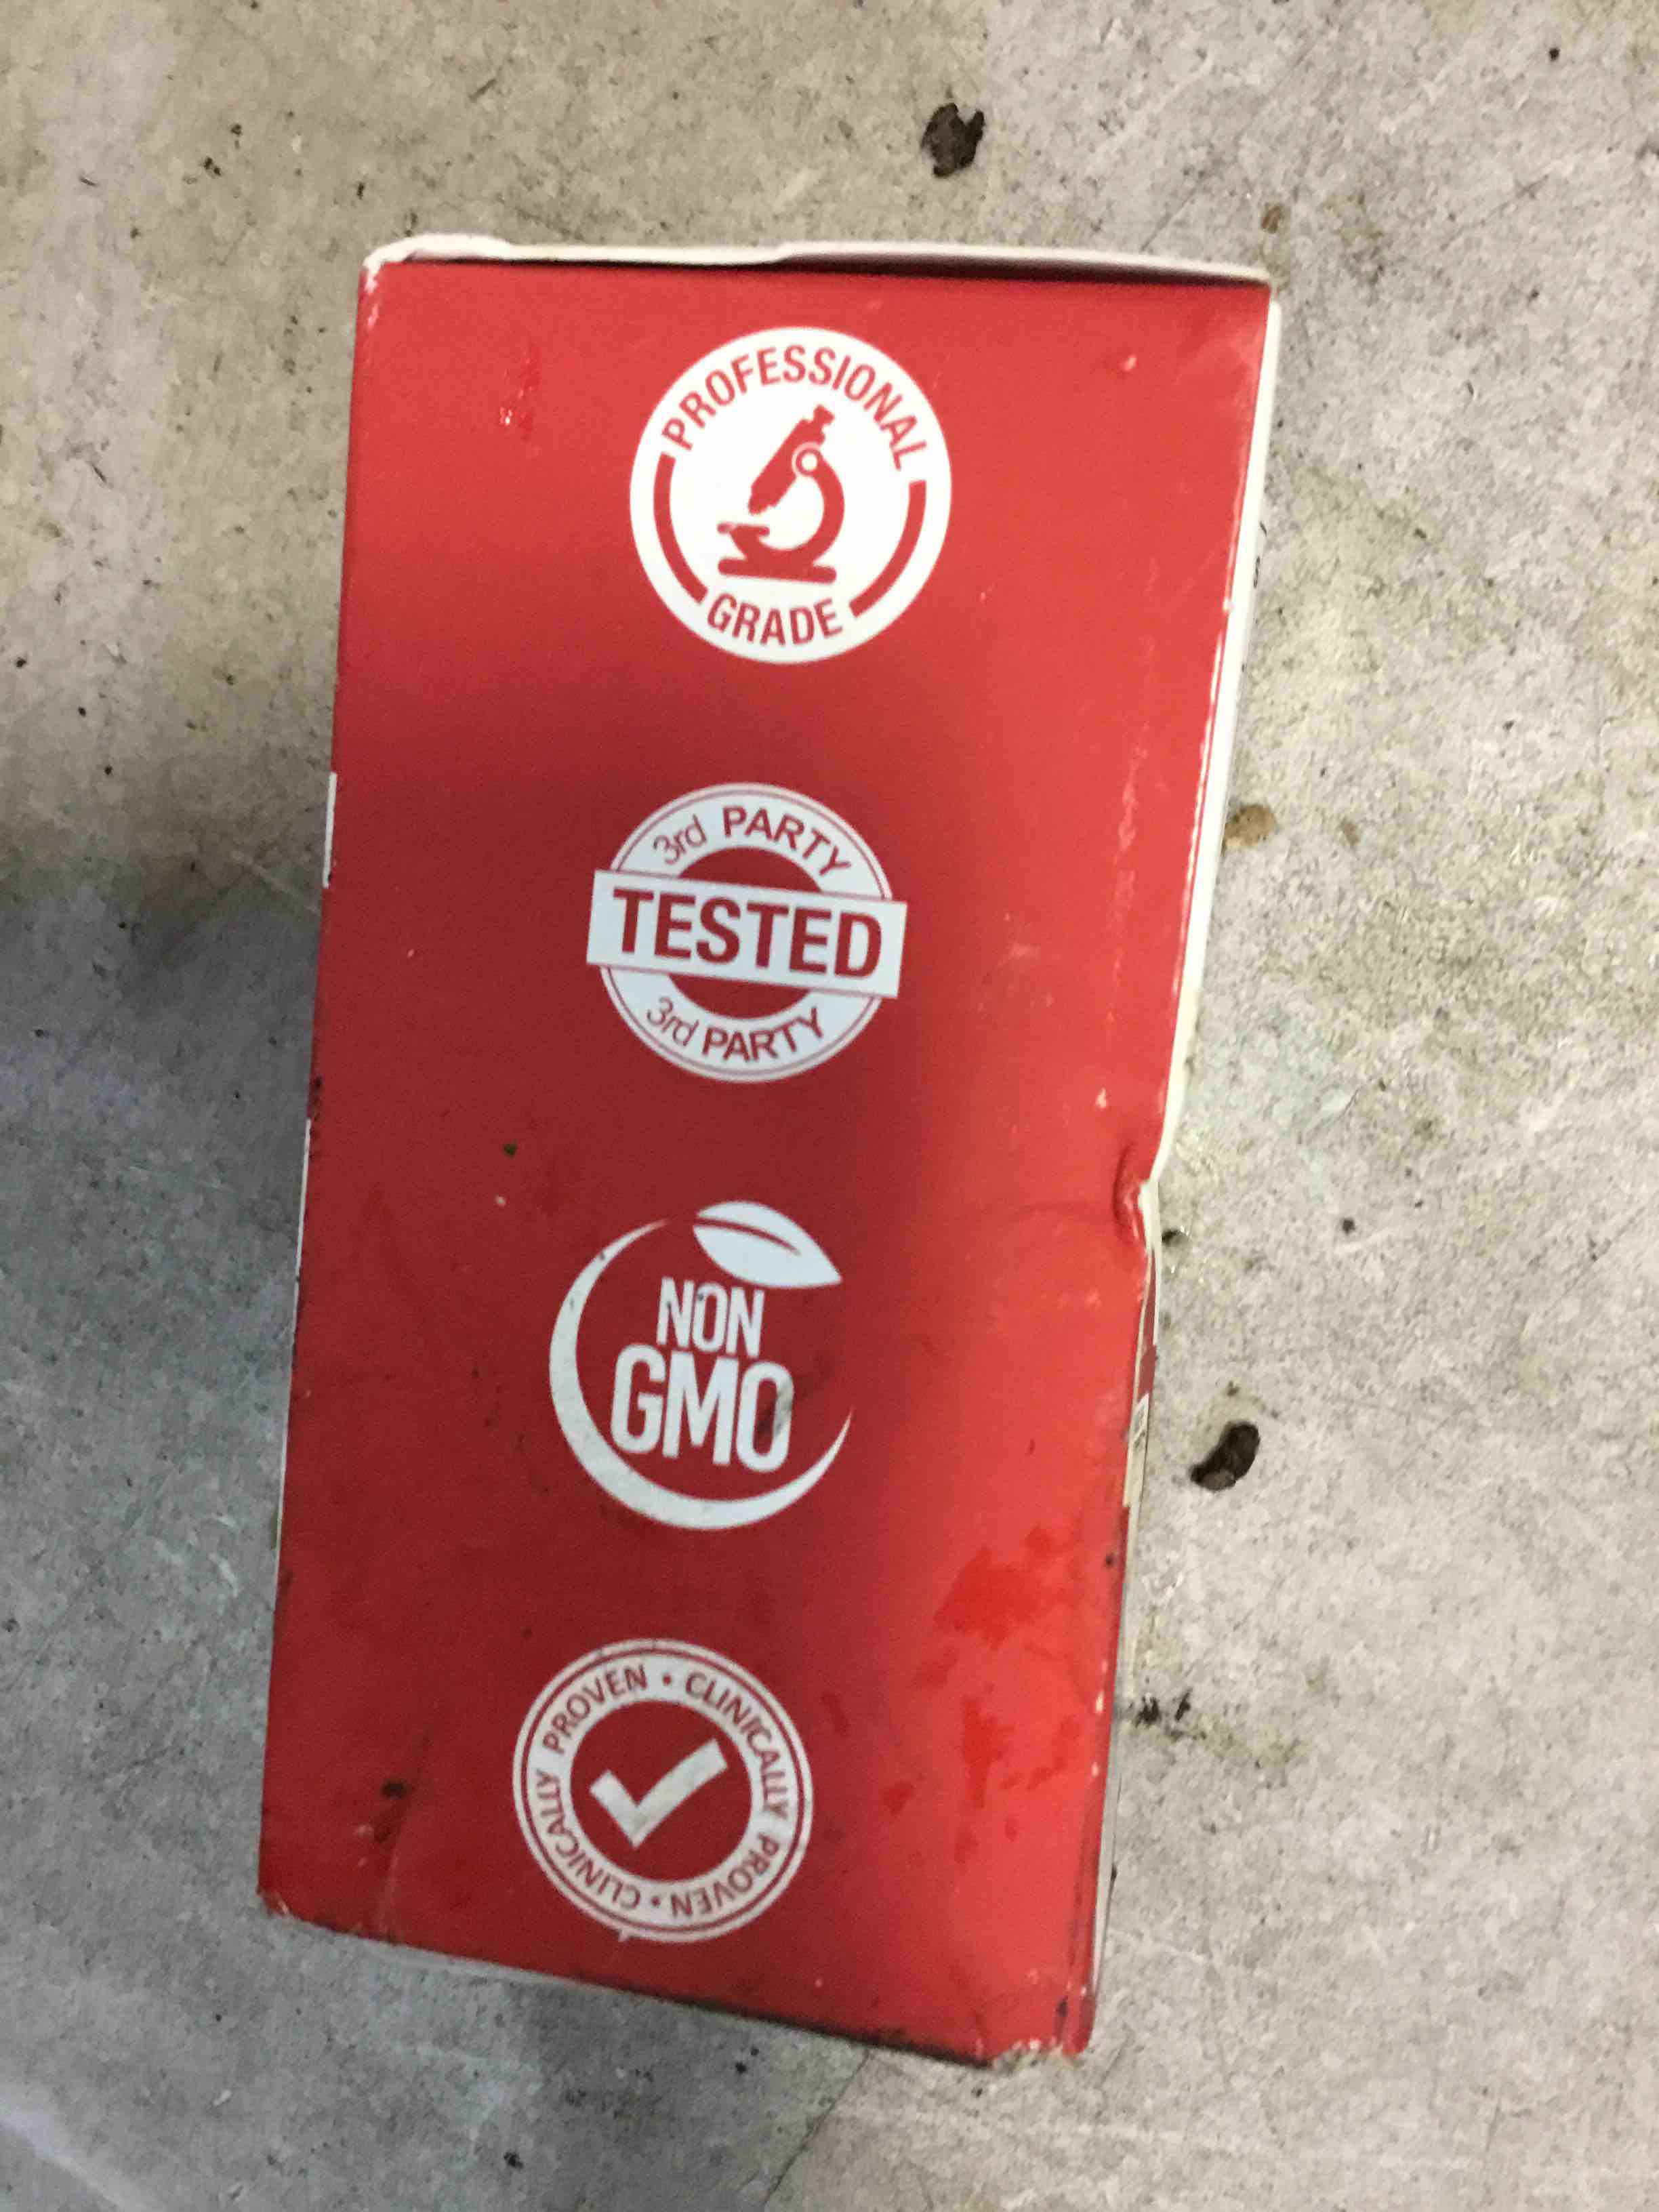 PROFESSIONAL
GRADE
3rd PARTY
TESTED
3rd PARTY
NON
GMO
CLINICALLY PROVEN • CLINICALLY PROVEN •